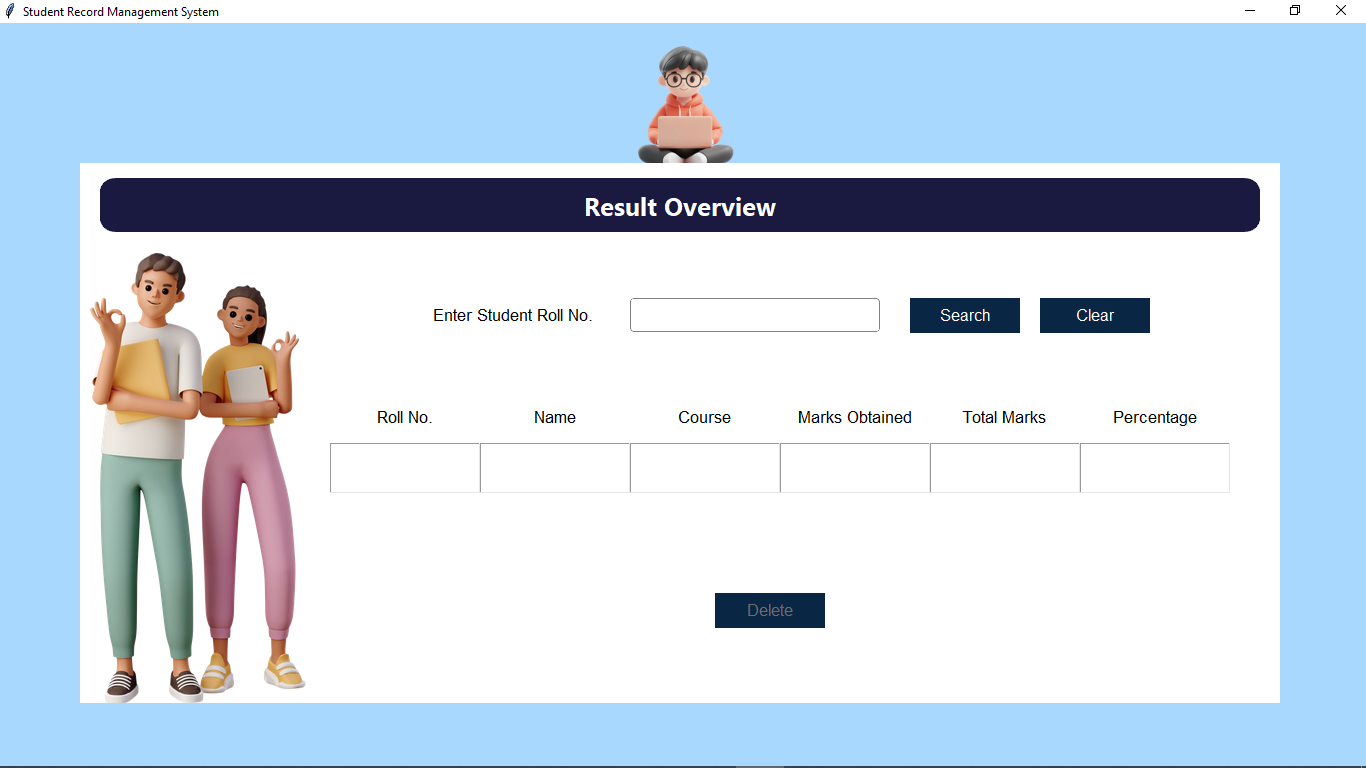 Student Record Management System
Result Overview
Enter Student Roll No.
Search
Clear
Roll No.
Name
Course
Marks Obtained
Total Marks
Percentage
Delete